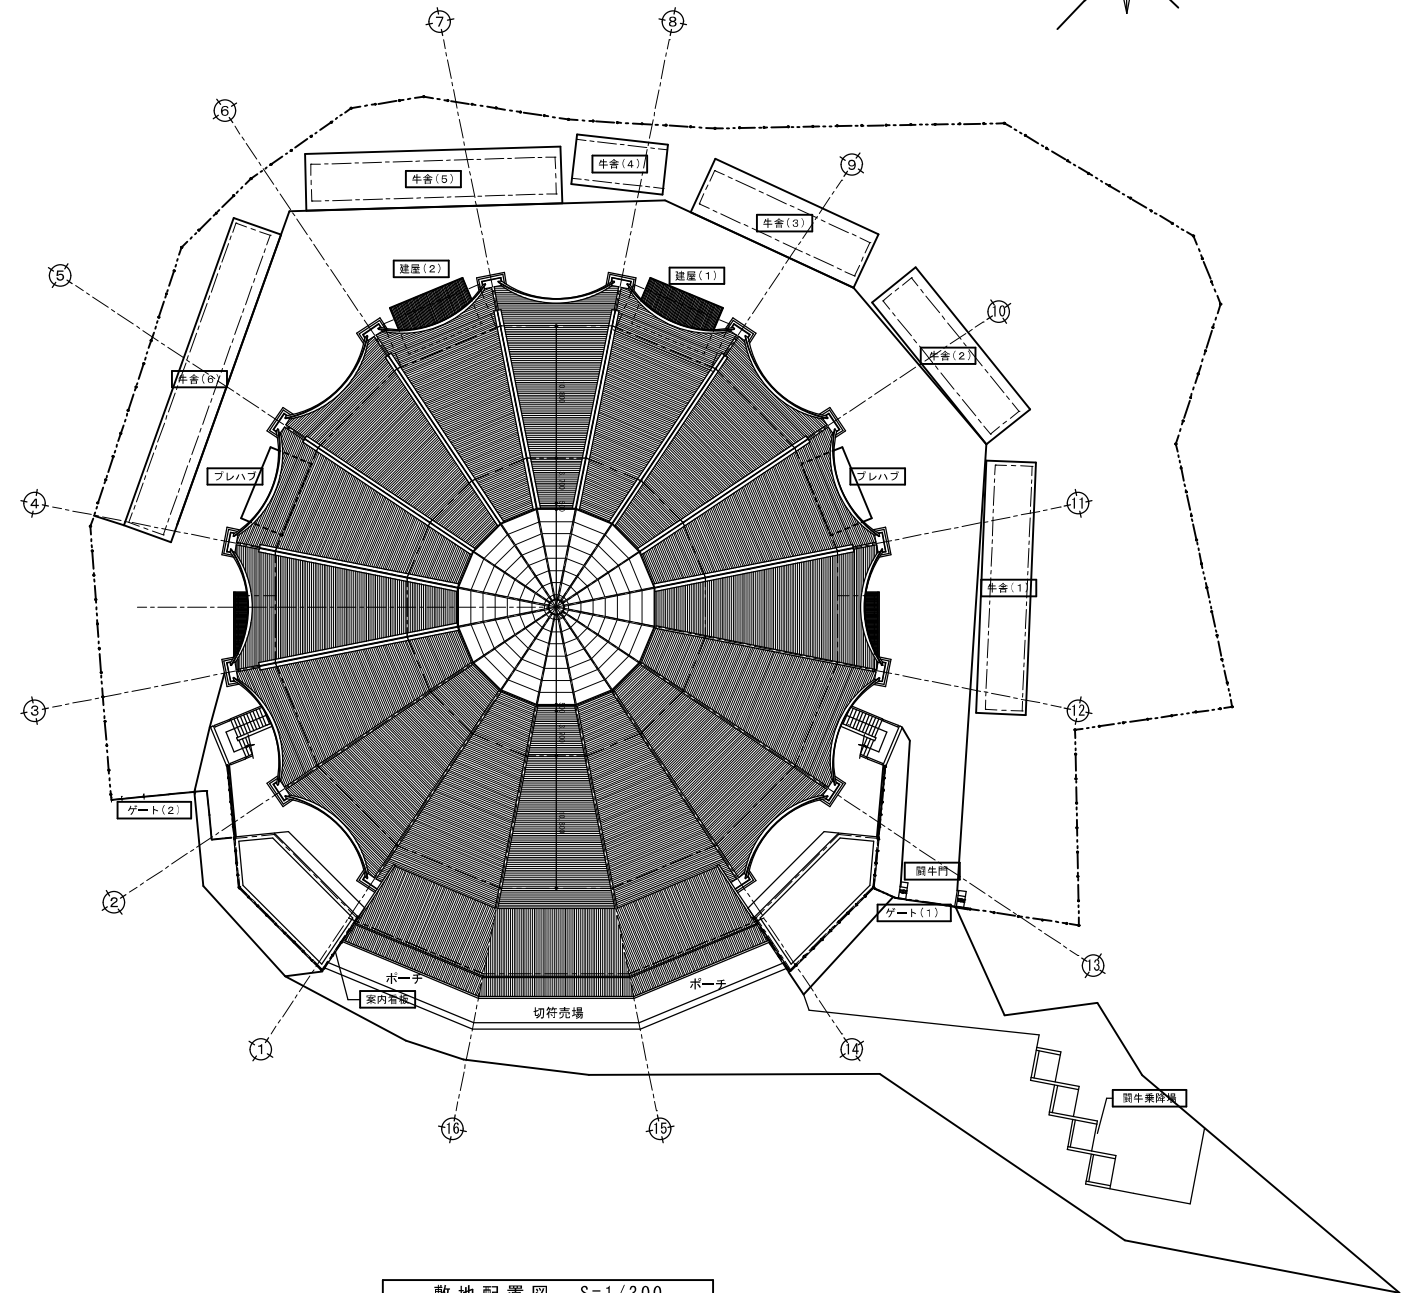 7
8
6
9
牛舎(4)
牛舎(5)
牛舎(3)
建屋(2)
建屋(1)
5
10
牛舎(2)
牛舎(6)
プレハブ
プレハブ
4
11
牛舎(1)
3
12
ゲート(2)
闘牛門
2
ゲート(1)
13
ポーチ
ポーチ
案内看板
切符売場
1
14
闘牛乗降場
16
15
敷地配置図 S=1/300